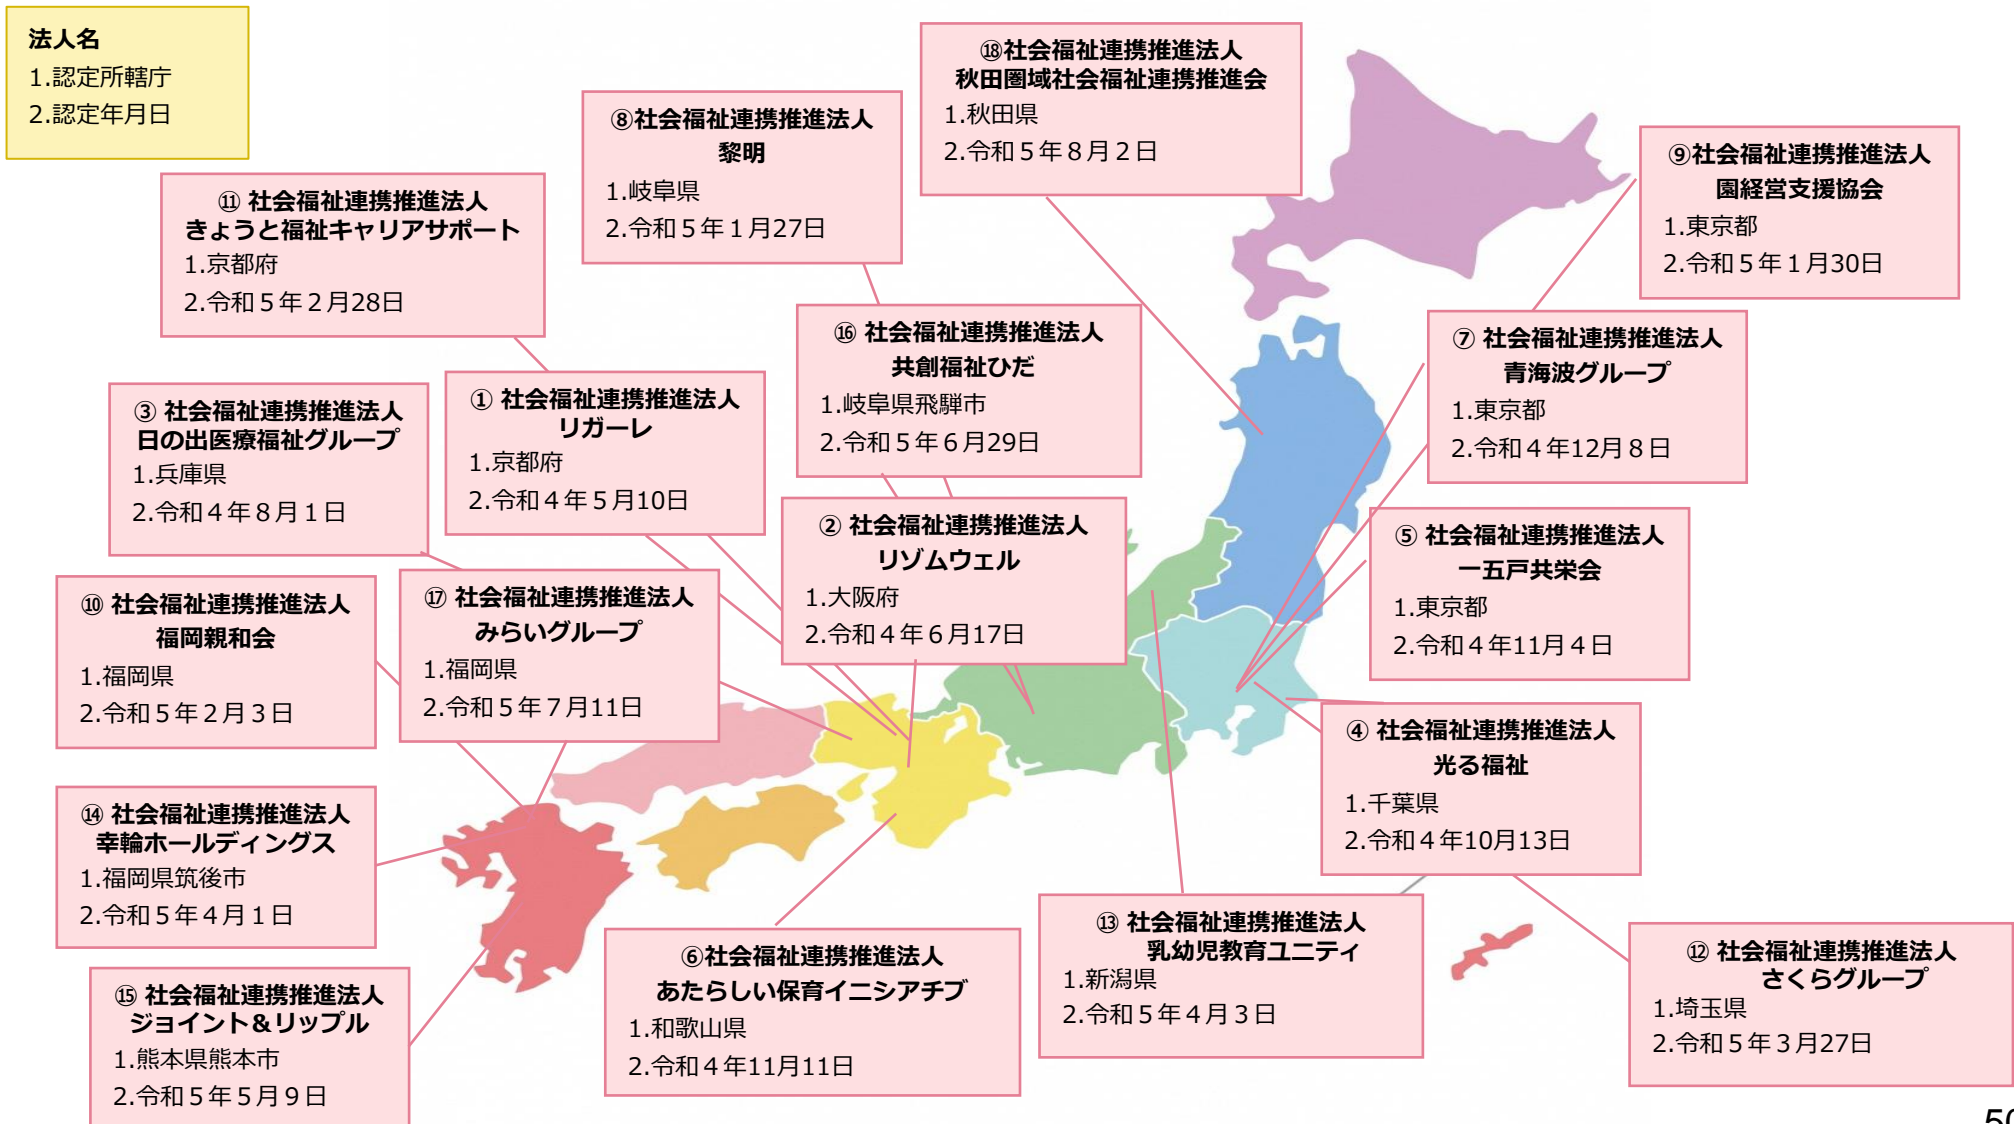 法人名
1.認定所轄庁
2.認定年月日
⑱社会福祉連携推進法人
秋田圏域社会福祉連携推進会
1.秋田県
2.令和５年８月２日
⑧社会福祉連携推進法人
黎明
1.岐阜県
2.令和５年１月27日
⑨社会福祉連携推進法人
園経営支援協会
1.東京都
2.令和５年１月30日
⑪ 社会福祉連携推進法人
きょうと福祉キャリアサポート
1.京都府
2.令和５年２月28日
⑯ 社会福祉連携推進法人
共創福祉ひだ
1.岐阜県飛騨市
2.令和５年６月29日
⑦ 社会福祉連携推進法人
青海波グループ
1.東京都
2.令和４年12月８日
③ 社会福祉連携推進法人
日の出医療福祉グループ
1.兵庫県
2.令和４年８月１日
① 社会福祉連携推進法人
リガーレ
1.京都府
2.令和４年５月10日
② 社会福祉連携推進法人
リゾムウェル
1.大阪府
2.令和４年６月17日
⑤ 社会福祉連携推進法人
一五戸共栄会
1.東京都
2.令和４年11月４日
⑩ 社会福祉連携推進法人
福岡親和会
1.福岡県
2.令和５年２月３日
⑰ 社会福祉連携推進法人
みらいグループ
1.福岡県
2.令和５年７月11日
④ 社会福祉連携推進法人
光る福祉
1.千葉県
2.令和４年10月13日
⑭ 社会福祉連携推進法人
幸輪ホールディングス
1.福岡県筑後市
2.令和５年４月１日
⑥社会福祉連携推進法人
あたらしい保育イニシアチブ
1.和歌山県
2.令和４年11月11日
⑬ 社会福祉連携推進法人
乳幼児教育ユニティ
1.新潟県
2.令和５年４月３日
⑫ 社会福祉連携推進法人
さくらグループ
1.埼玉県
2.令和５年３月27日
⑮ 社会福祉連携推進法人
ジョイント＆リップル
1.熊本県熊本市
2.令和５年５月９日
50